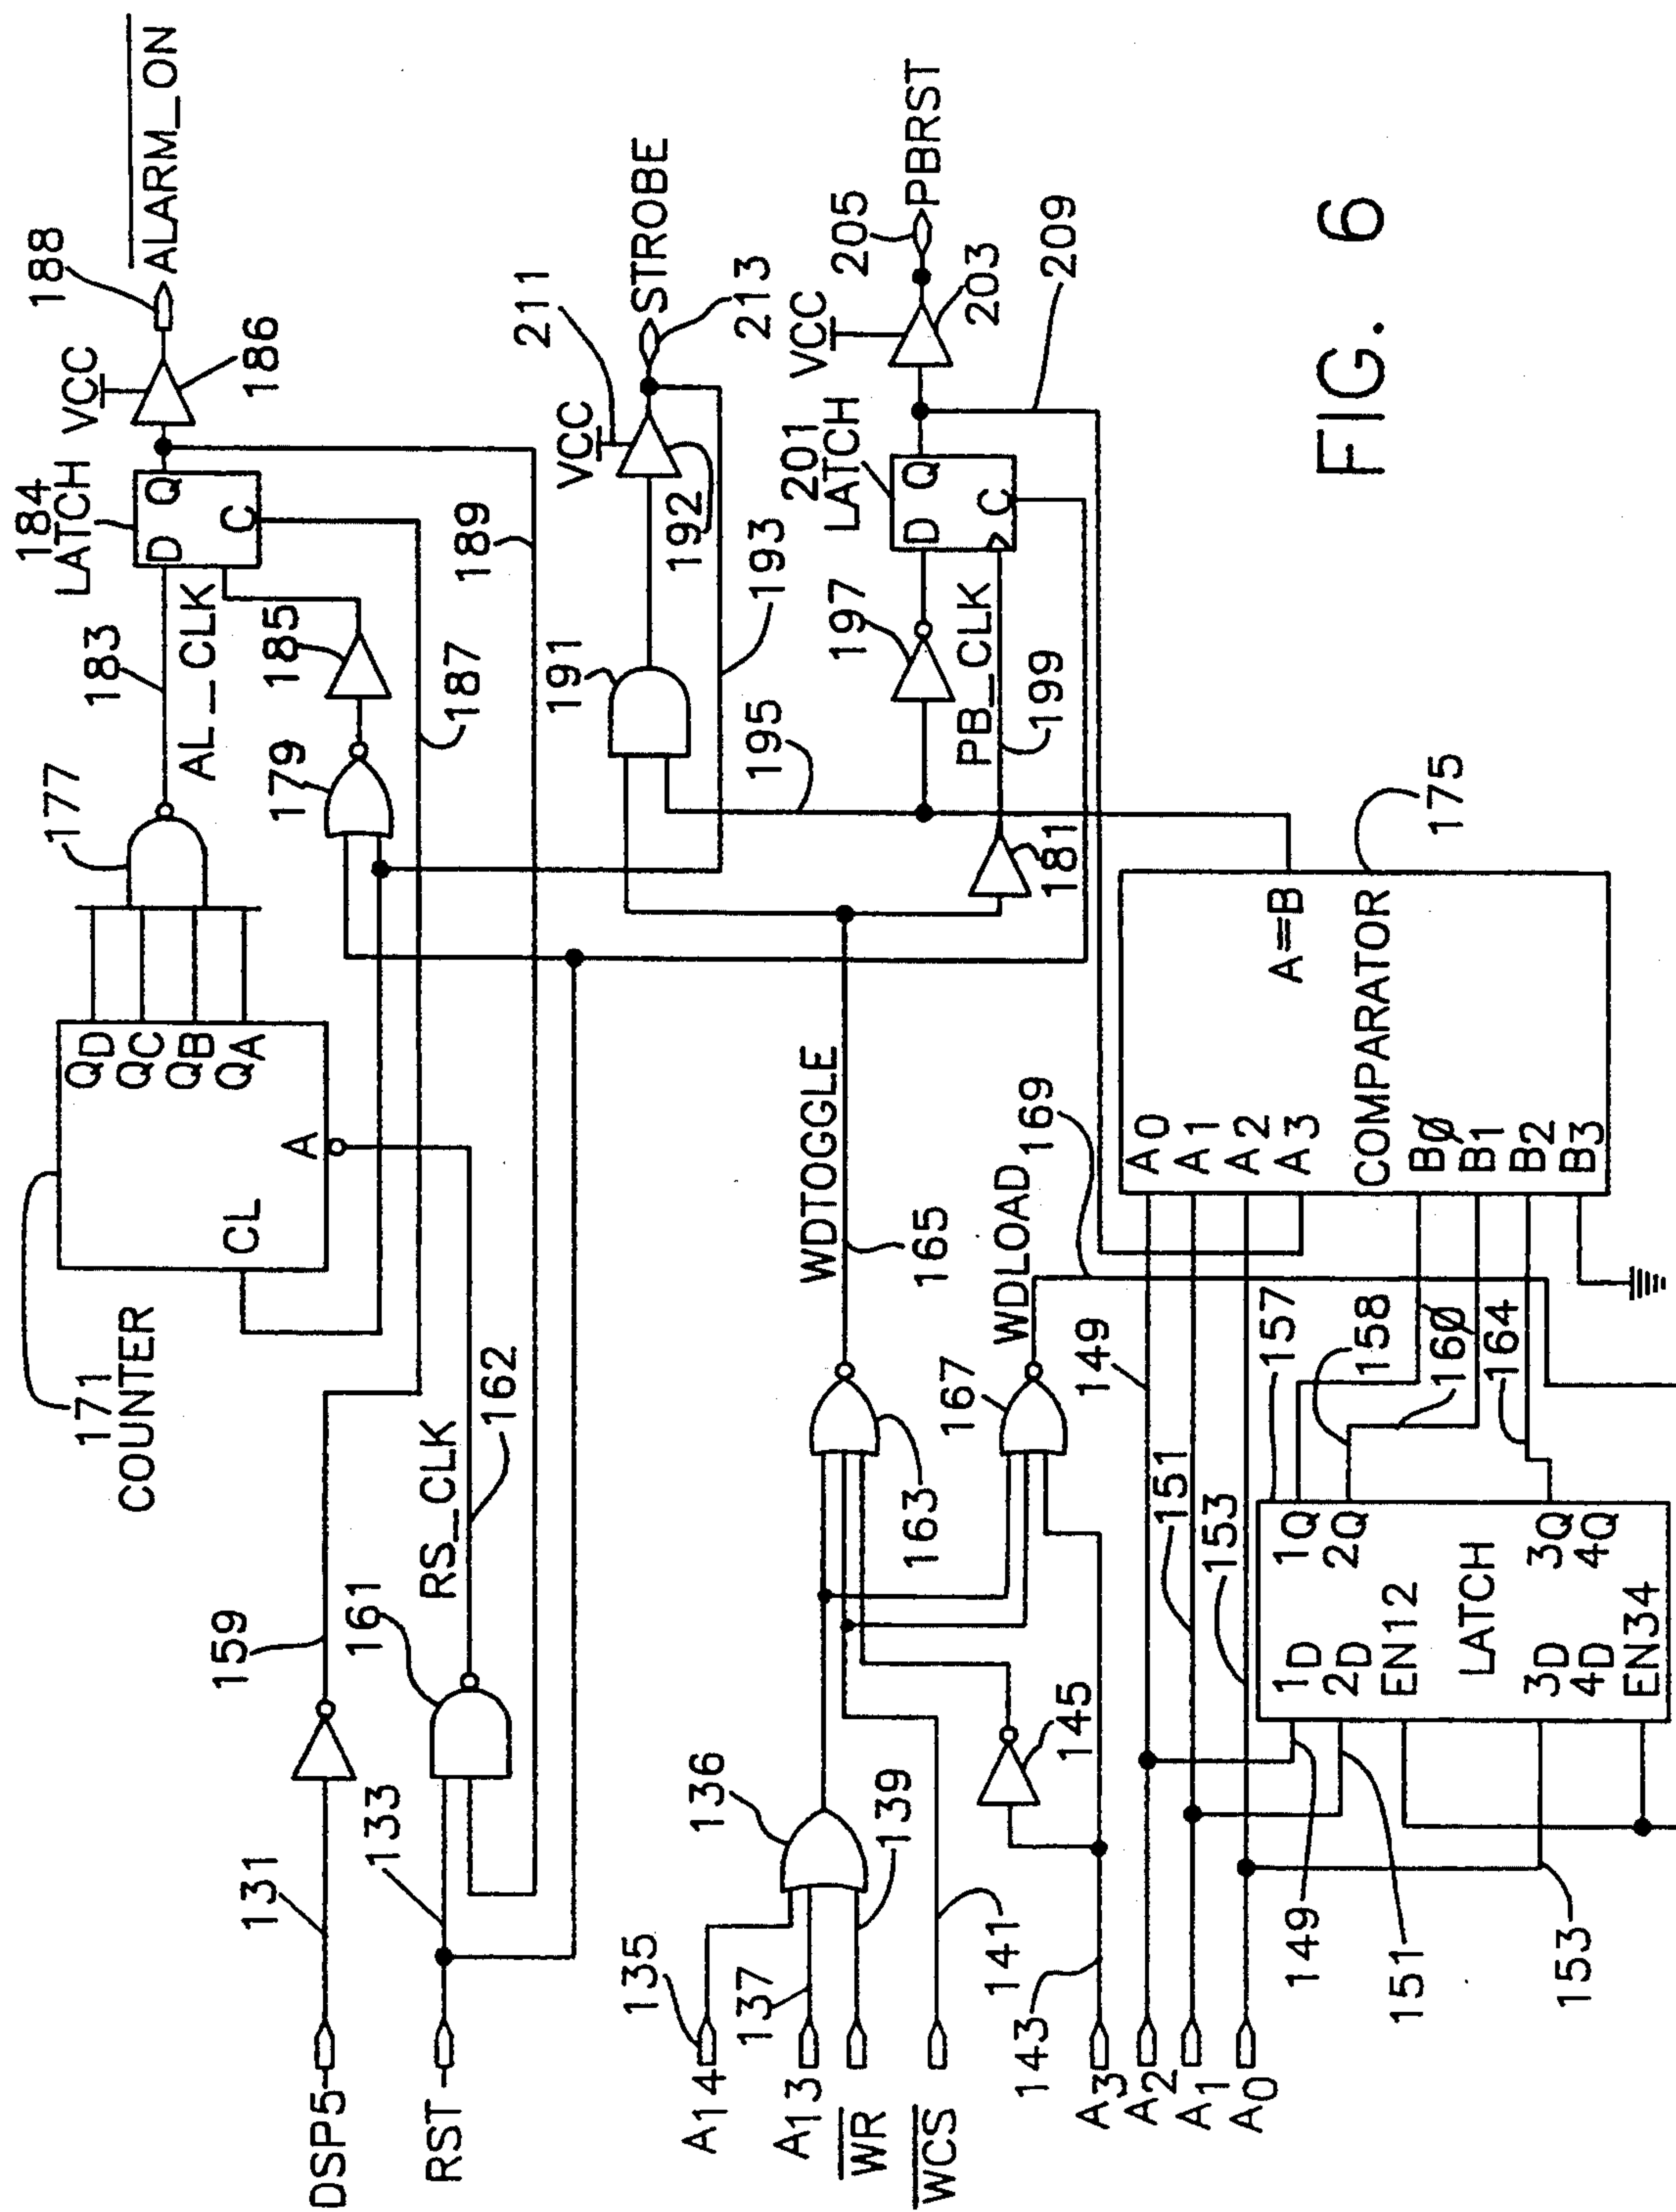 184
LATCH
VCC
188
ALARM_ON
186
D
Q
C
183
AL_CLK
185
187
177
179
QD
QC
QB
QA
A
CL
171
COUNTER
189
159
131
DSP5
161
133
RST
RS_CLK
162
191
VCC
211
STROBE
213
192
193
195
197
201
LATCH
D
Q
C
VCC
205
PBRST
203
209
PB_CLK
199
181
WDTOGGLE
165
WDLOAD
169
163
167
136
139
135
A14
137
A13
WR
WCS
141
145
143
A3
A2
A1
A0
149
151
153
149
151
153
157
158
160
164
1D
2D
EN12
LATCH
3D
4D
EN34
1Q
2Q
3Q
4Q
A0
A1
A2
A3
COMPARATOR
BØ
B1
B2
B3
A=B
175
FIG. 6